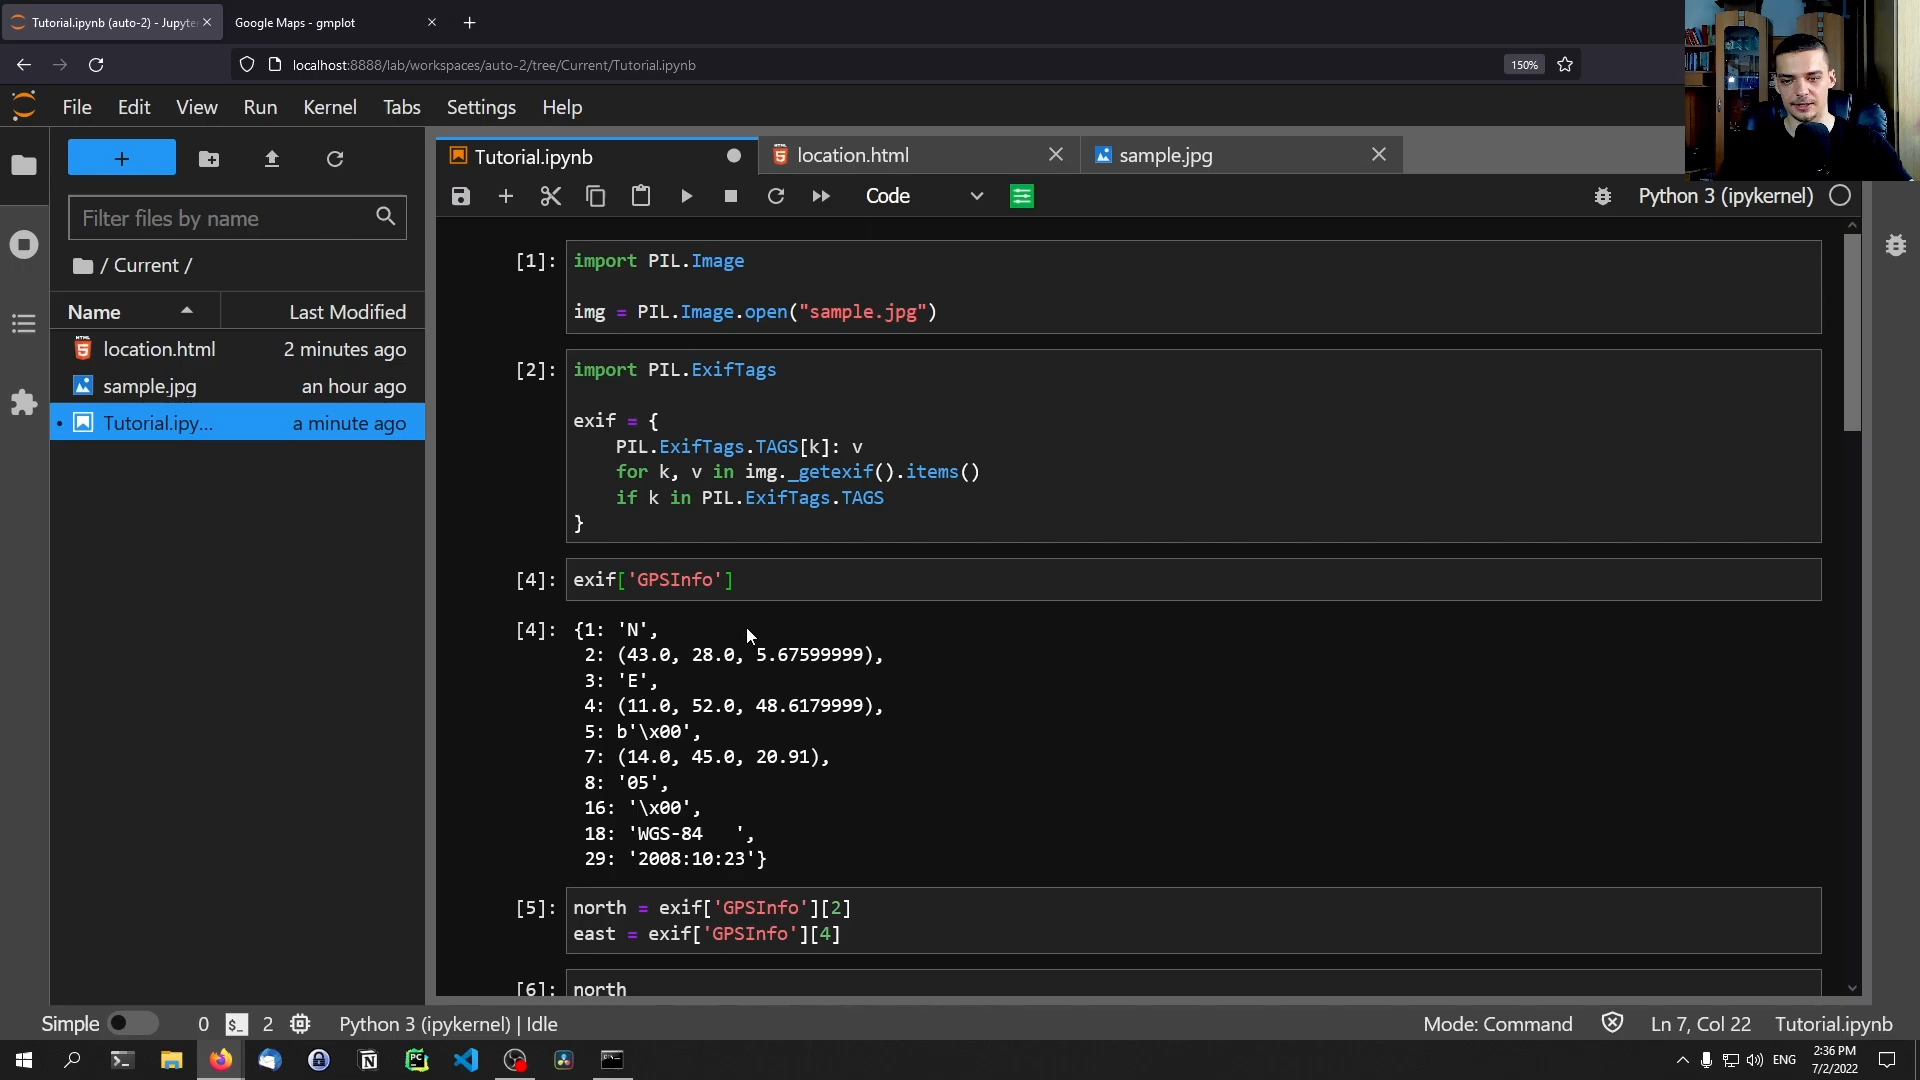 Tutorial.ipynb (auto-2) - Jupyte
Google Maps - gmplot
localhost:8888/lab/workspaces/auto-2/tree/Current/Tutorial.ipynb
150%
File Edit View Run Kernel Tabs Settings Help
Tutorial.ipynb
location.html
sample.jpg
Code
Python 3 (ipykernel)
Filter files by name
/ Current /
Name Last Modified
location.html 2 minutes ago
sample.jpg an hour ago
Tutorial.ipy... a minute ago
[1]: import PIL.Image
img = PIL.Image.open("sample.jpg")
[2]: import PIL.ExifTags
exif = {
PIL.ExifTags.TAGS[k]: v
for k, v in img._getexif().items()
if k in PIL.ExifTags.TAGS
}
[4]: exif['GPSInfo']
[4]: {1: 'N',
2: (43.0, 28.0, 5.67599999),
3: 'E',
4: (11.0, 52.0, 48.6179999),
5: b'\x00',
7: (14.0, 45.0, 20.91),
8: '05',
16: '\x00',
18: 'WGS-84   ',
29: '2008:10:23'}
[5]: north = exif['GPSInfo'][2]
east = exif['GPSInfo'][4]
[6]: north
Simple 0 $_ 2 Python 3 (ipykernel) | Idle
Mode: Command Ln 7, Col 22 Tutorial.ipynb
ENG
2:36 PM
7/2/2022